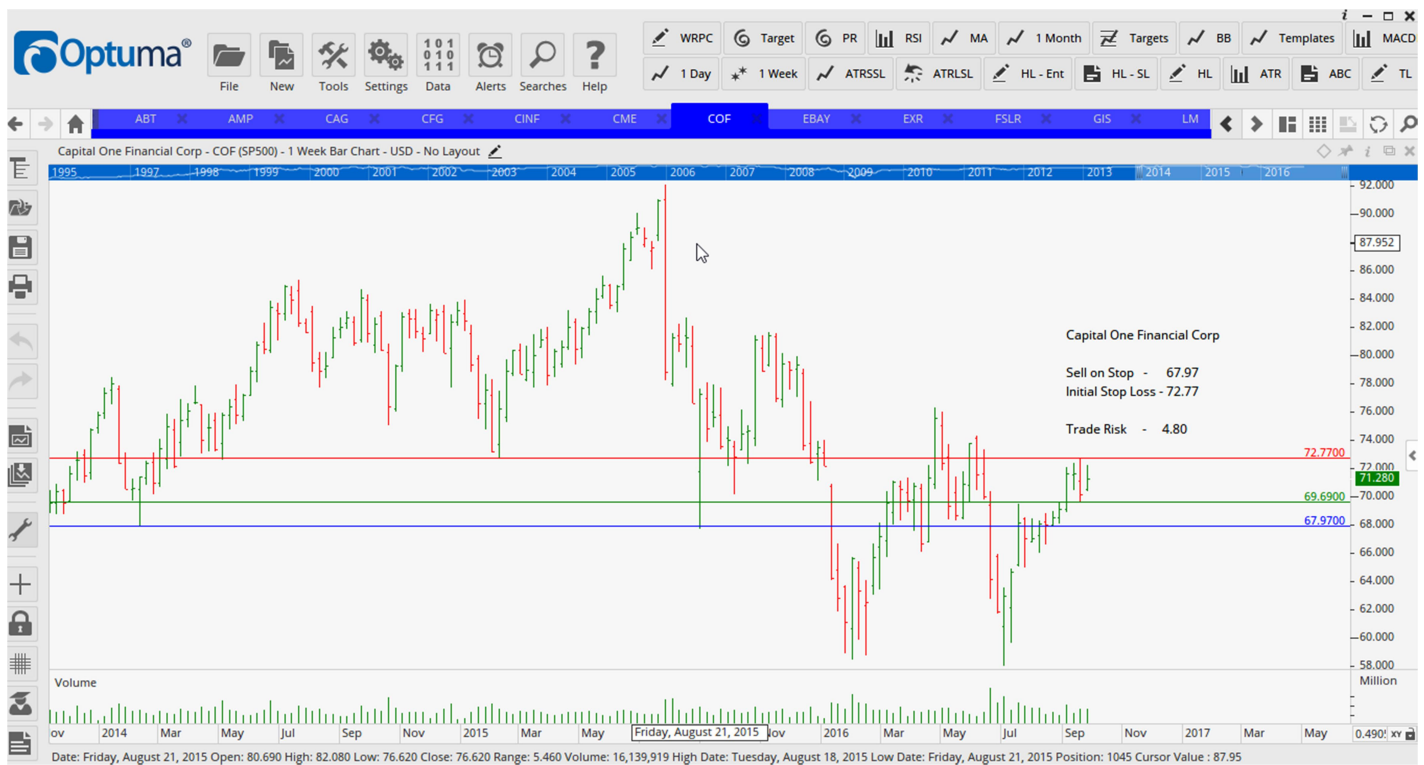 i
Optuma®
File New Tools Settings Data Alerts Searches Help
101
010
111
WRPC Target PR RSI MA 1 Month Targets BB Templates MACD
1 Day 1 Week ATRSSL ATRLSL HL - Ent HL - SL HL ATR ABC TL
ABT AMP CAG CFG CINF CME COF EBAY EXR FSLR GIS LM
Capital One Financial Corp - COF (SP500) - 1 Week Bar Chart - USD - No Layout
1995 1997 1998 1999 2000 2001 2002 2003 2004 2005 2006 2007 2008 2009 2010 2011 2012 2013 2014 2015 2016
92.000
90.000
87.952
86.000
84.000
82.000
80.000
78.000
76.000
74.000
72.000
71.280
70.000
68.000
66.000
64.000
62.000
60.000
58.000
Capital One Financial Corp
Sell on Stop - 67.97
Initial Stop Loss - 72.77
Trade Risk - 4.80
72.7700
69.6900
67.9700
Volume
Million
ov 2014 Mar May Jul Sep Nov 2015 Mar May Friday, August 21, 2015 Nov 2016 Mar May Jul Sep Nov 2017 Mar May 0.490! XY
Date: Friday, August 21, 2015 Open: 80.690 High: 82.080 Low: 76.620 Close: 76.620 Range: 5.460 Volume: 16,139,919 High Date: Tuesday, August 18, 2015 Low Date: Friday, August 21, 2015 Position: 1045 Cursor Value : 87.95